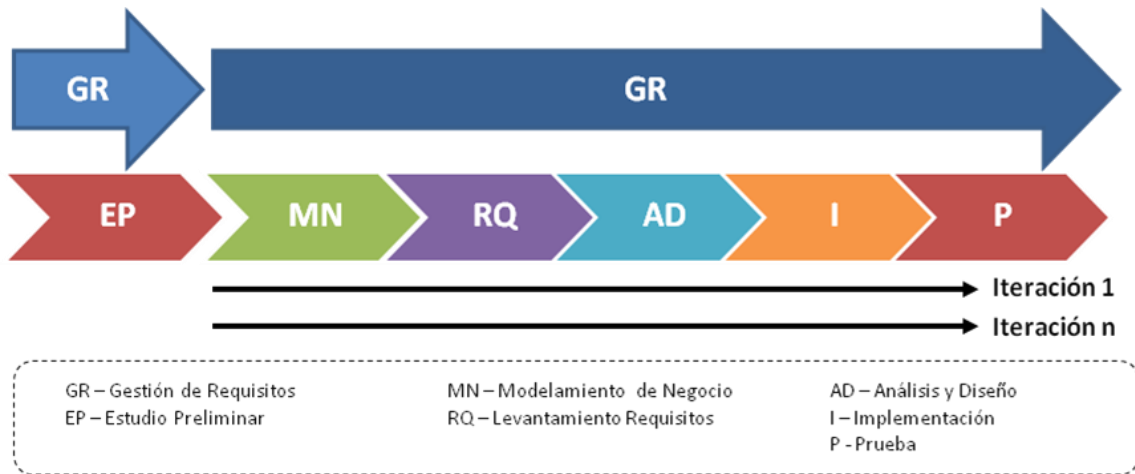 GR
GR
EP
MN
RQ
AD
I
P
Iteración 1
Iteración n
GR – Gestión de Requisitos
EP – Estudio Preliminar
MN – Modelamiento de Negocio
RQ – Levantamiento Requisitos
AD – Análisis y Diseño
I – Implementación
P - Prueba